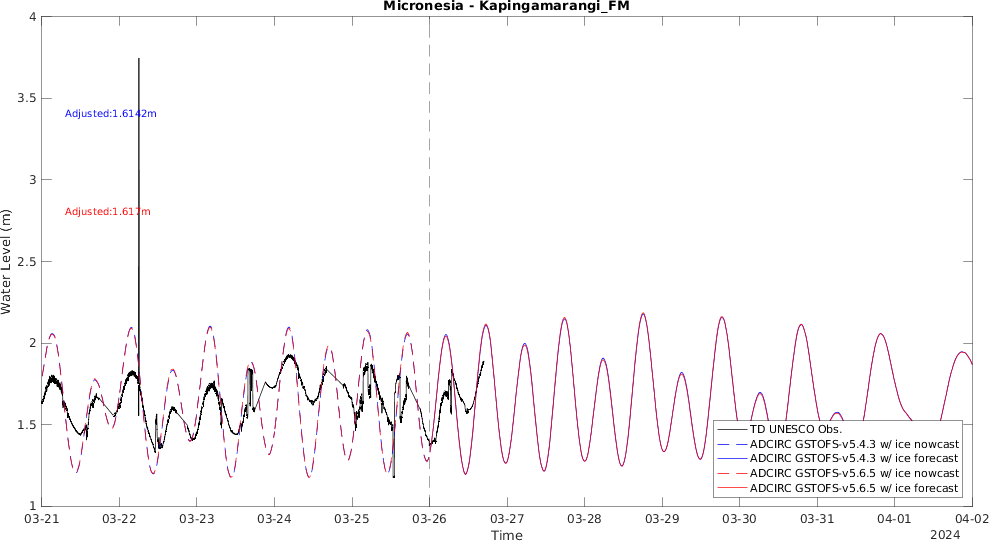 Micronesia - Kapingamarangi_FM
4
3.5
3
2.5
2
1.5
1
Water Level (m)
Adjusted:1.6142m
Adjusted:1.617m
TD UNESCO Obs.
ADCIRC GSTOFS-v5.4.3 w/ ice nowcast
ADCIRC GSTOFS-v5.4.3 w/ ice forecast
ADCIRC GSTOFS-v5.6.5 w/ ice nowcast
ADCIRC GSTOFS-v5.6.5 w/ ice forecast
03-21 03-22 03-23 03-24 03-25 03-26 03-27 03-28 03-29 03-30 03-31 04-01 04-02
Time
2024